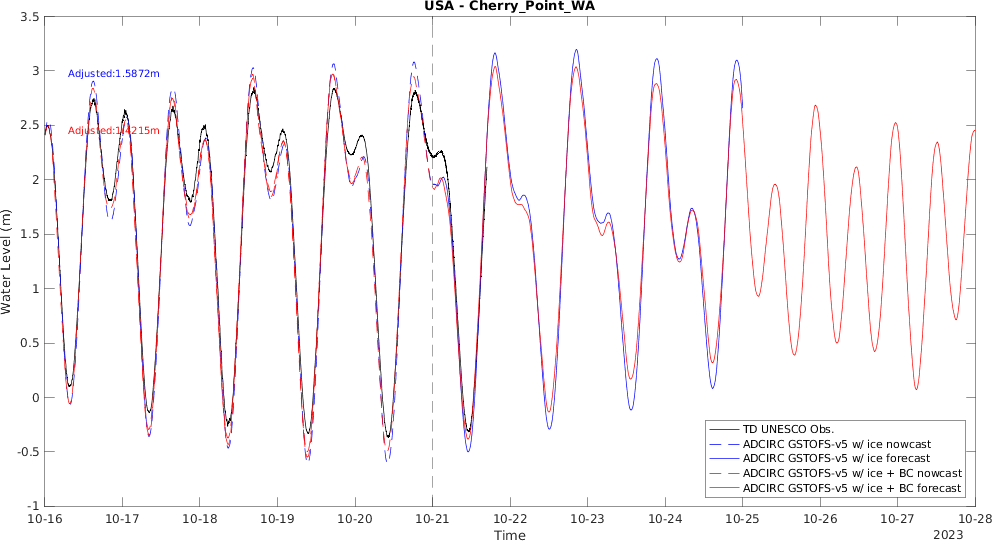 USA - Cherry_Point_WA
3.5
3
2.5
2
1.5
1
0.5
0
-0.5
-1
Water Level (m)
Adjusted:1.5872m
Adjusted:1.4215m
TD UNESCO Obs.
ADCIRC GSTOFS-v5 w/ ice nowcast
ADCIRC GSTOFS-v5 w/ ice forecast
ADCIRC GSTOFS-v5 w/ ice + BC nowcast
ADCIRC GSTOFS-v5 w/ ice + BC forecast
10-16 10-17 10-18 10-19 10-20 10-21 10-22 10-23 10-24 10-25 10-26 10-27 10-28
Time
2023